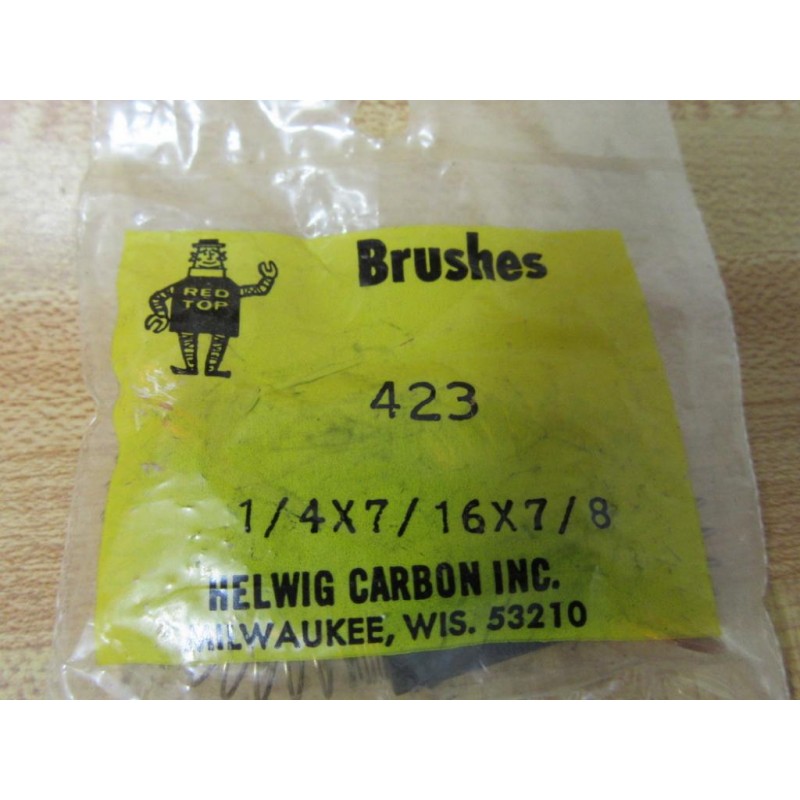 Brushes
RED
TOP
423
1/4X7/16X7/8
HELWIG CARBON INC.
MILWAUKEE, WIS. 53210